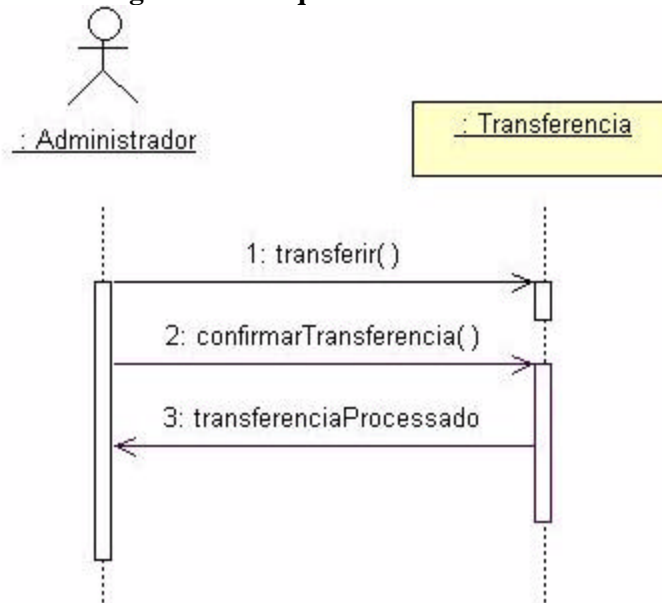 : Administrador
: Transferencia
1: transferir( )
2: confirmarTransferencia( )
3: transferenciaProcessado